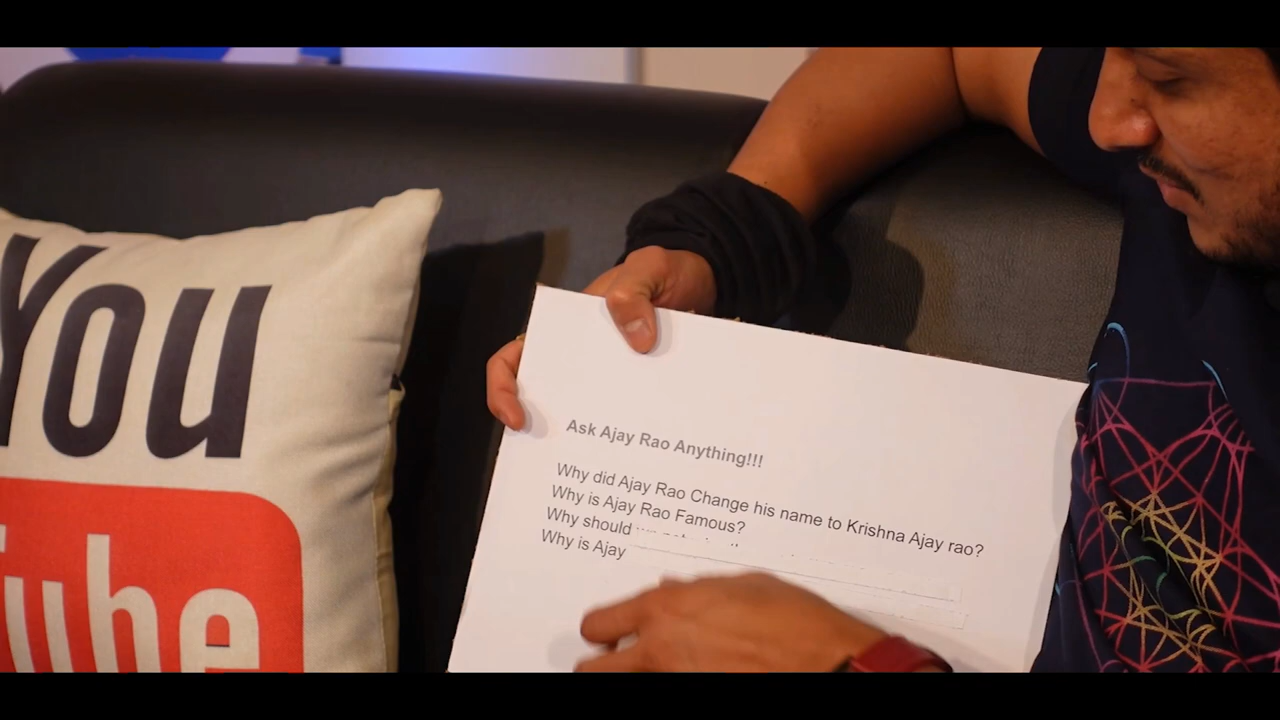 You
Tube
Ask Ajay Rao Anything!!!
Why did Ajay Rao Change his name to Krishna Ajay rao?
Why is Ajay Rao Famous?
Why should
Why is Ajay